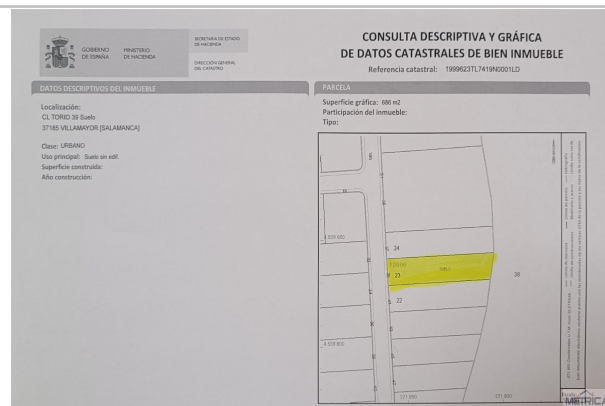 GOBIERNO
DE ESPAÑA
MINISTERIO
DE HACIENDA
SECRETARÍA DE ESTADO
DE HACIENDA
DIRECCIÓN GENERAL
DEL CATASTRO
CONSULTA DESCRIPTIVA Y GRÁFICA
DE DATOS CATASTRALES DE BIEN INMUEBLE
Referencia catastral: 1999623TL7419N0001LD
DATOS DESCRIPTIVOS DEL INMUEBLE
Localización:
CL TORIO 39 Suelo
37185 VILLAMAYOR [SALAMANCA]
Clase: URBANO
Uso principal: Suelo sin edif.
Superficie construida:
Año construcción:
PARCELA
Superficie gráfica: 686 m2
Participación del inmueble:
Tipo:
24
23
22
38
METRICA